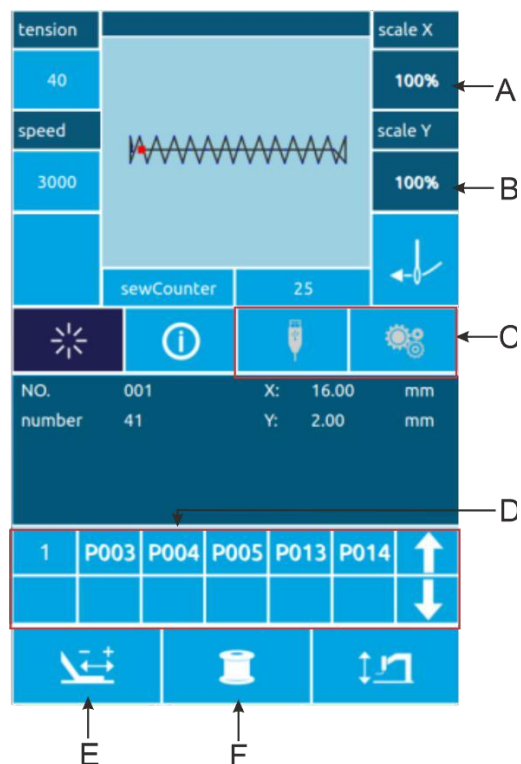 tension
scale X
40
100%
A
speed
scale Y
3000
100%
B
sewCounter 25
C
NO. 001 X: 16.00 mm
number 41 Y: 2.00 mm
D
1 P003 P004 P005 P013 P014
E F